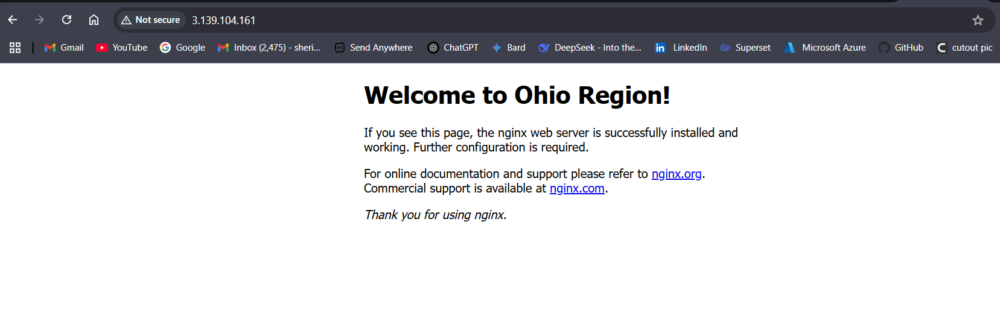 Not secure 3.139.104.161
Gmail YouTube Google Inbox (2,475) - sheri... Send Anywhere ChatGPT Bard DeepSeek - Into the... LinkedIn Superset Microsoft Azure GitHub cutout pic
Welcome to Ohio Region!
If you see this page, the nginx web server is successfully installed and
working. Further configuration is required.
For online documentation and support please refer to nginx.org.
Commercial support is available at nginx.com.
Thank you for using nginx.